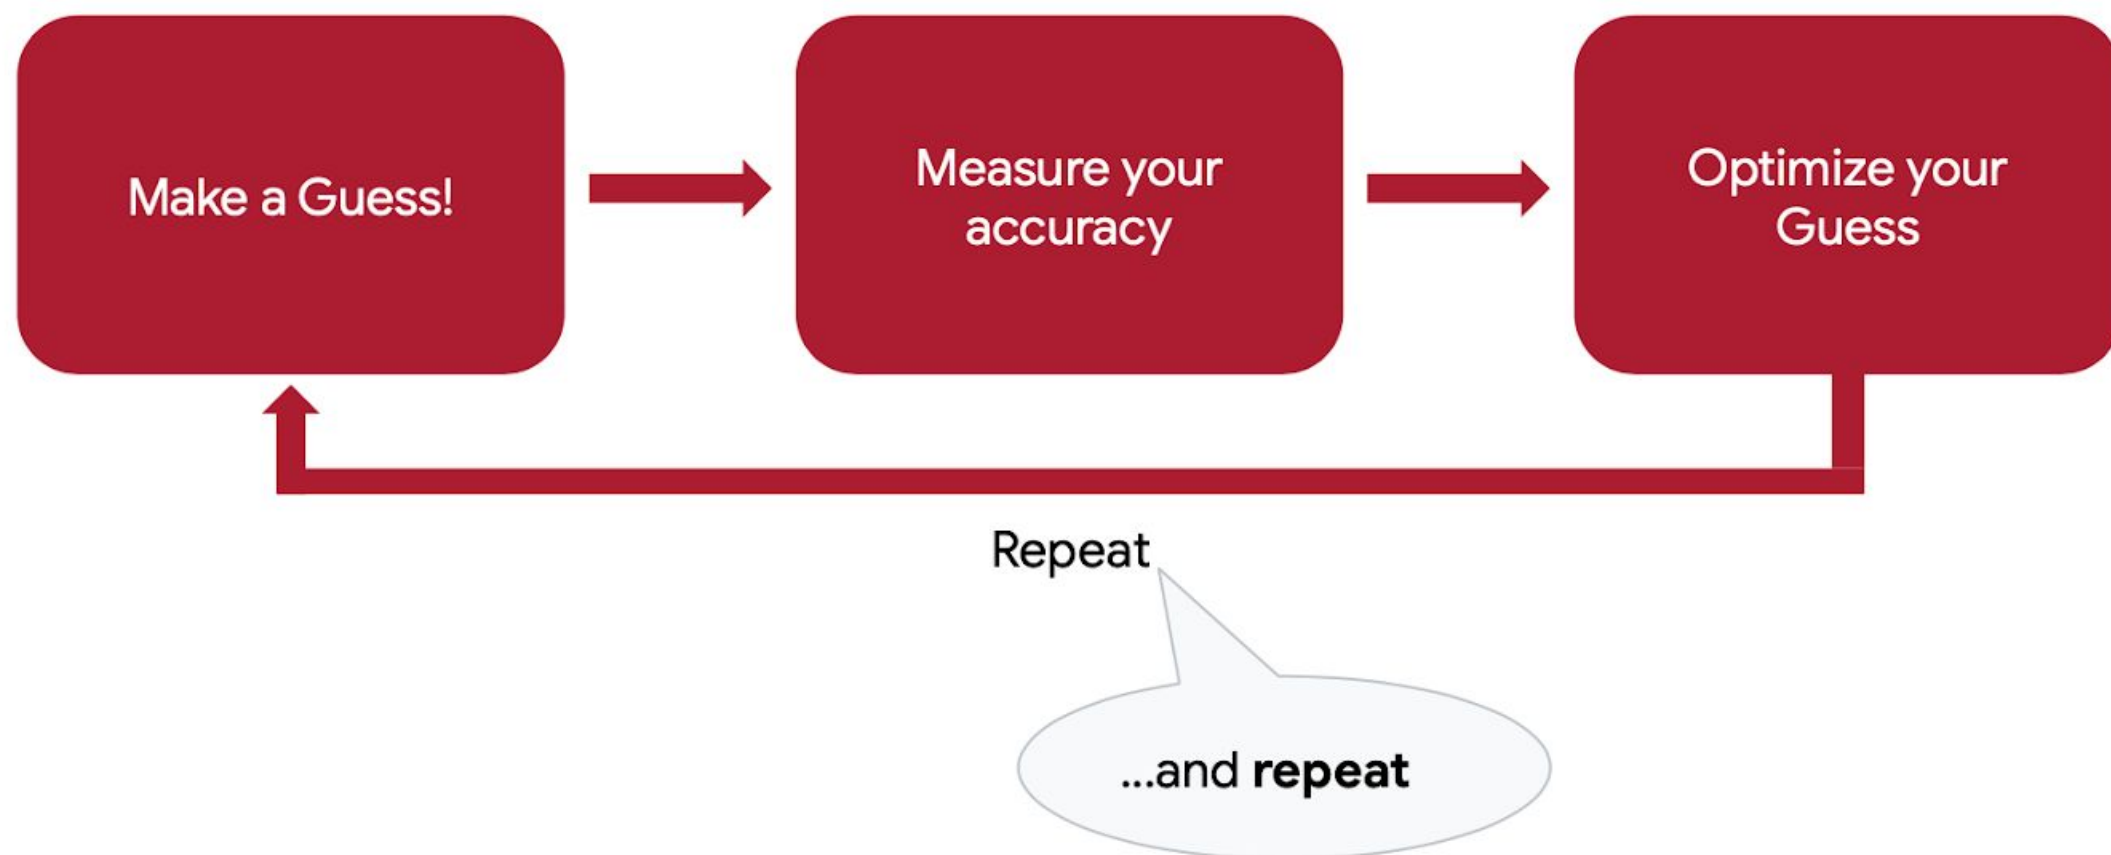 Make a Guess!
Measure your
accuracy
Optimize your
Guess
Repeat
...and repeat